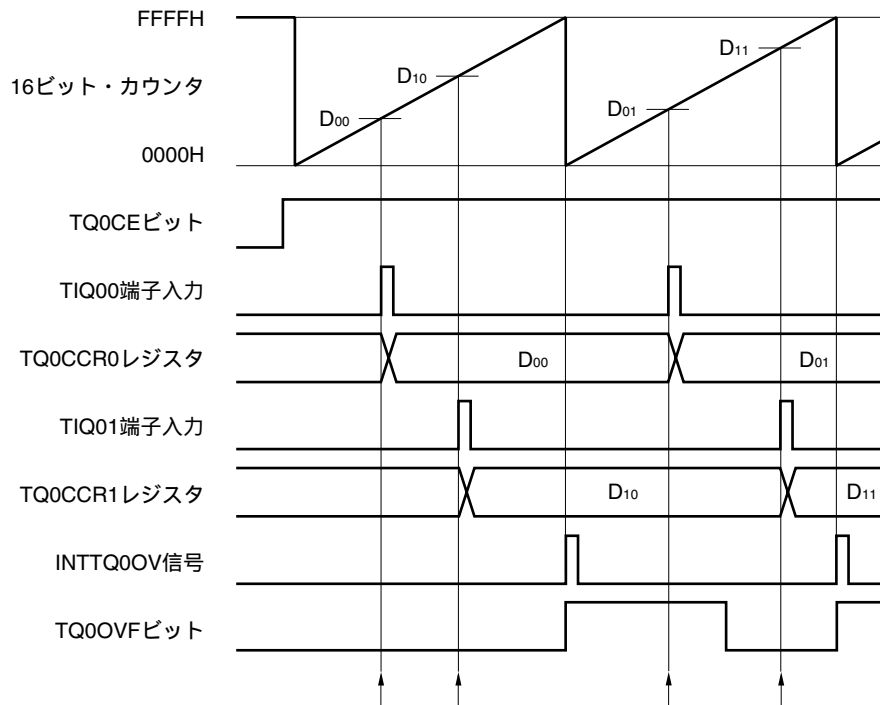 FFFFH
16ビット・カウンタ
0000H
D00
D10
D01
D11
TQ0CEビット
TIQ00端子入力
TQ0CCR0レジスタ
D00
D01
TIQ01端子入力
TQ0CCR1レジスタ
D10
D11
INTTQ0OV信号
TQ0OVFビット